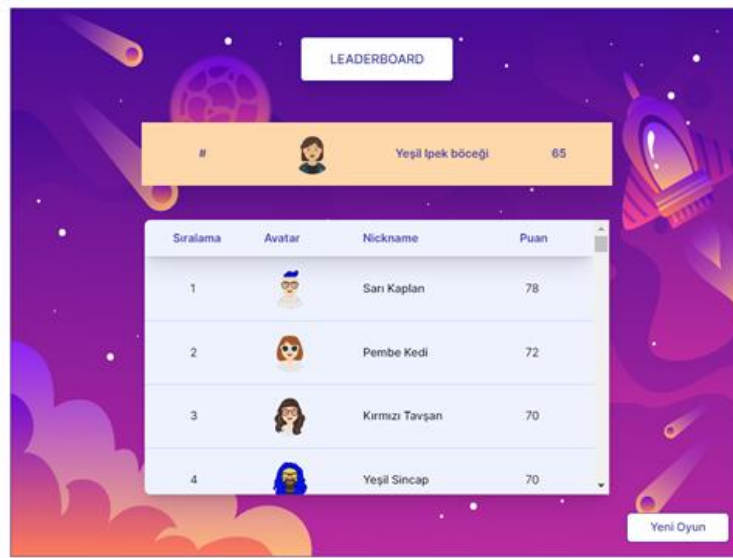 LEADERBOARD
# Yeşil Ipek böceği 65
Sıralama Avatar Nickname Puan
1 Sarı Kaplan 78
2 Pembe Kedi 72
3 Kırmızı Tavşan 70
4 Yeşil Sincap 70
Yeni Oyun